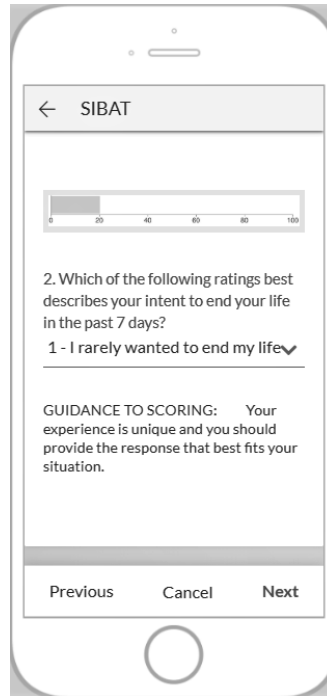 SIBAT
0 20 40 60 80 100
2. Which of the following ratings best
describes your intent to end your life
in the past 7 days?
1 - I rarely wanted to end my life
GUIDANCE TO SCORING: Your
experience is unique and you should
provide the response that best fits your
situation.
Previous Cancel Next